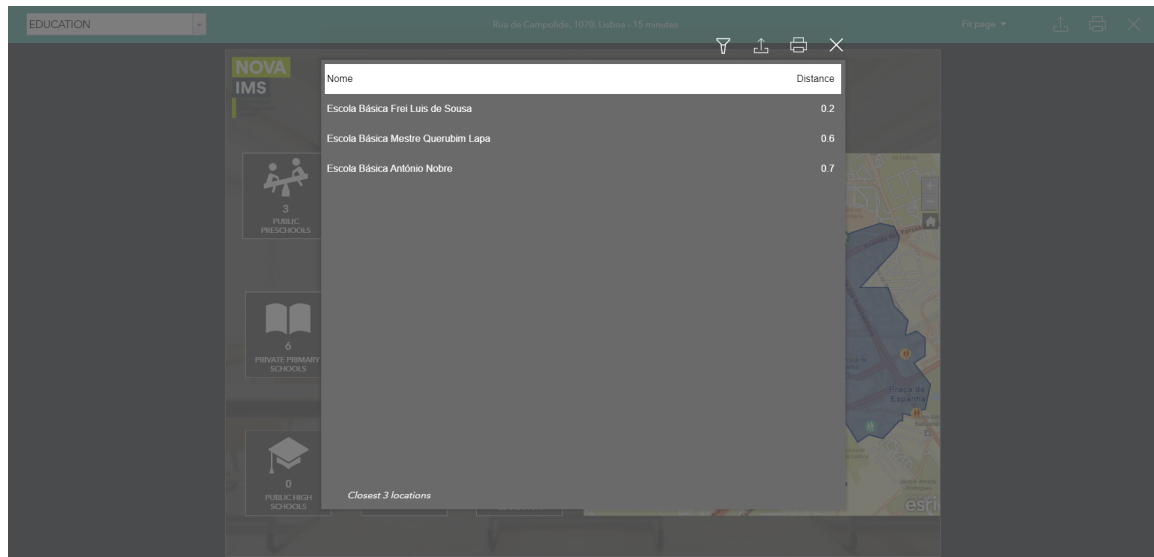 EDUCATION
Rua de Campolide, 1070, Lisboa - 15 minutes
Fit page
NOVA
IMS
Nome Distance
Escola Básica Frei Luis de Sousa 0.2
Escola Básica Mestre Querubim Lapa 0.6
Escola Básica António Nobre 0.7
3
PUBLIC
PRESCHOOLS
6
PRIVATE PRIMARY
SCHOOLS
Praça de
Espanha
0
PUBLIC HIGH
SCHOOLS
Closest 3 locations
esri